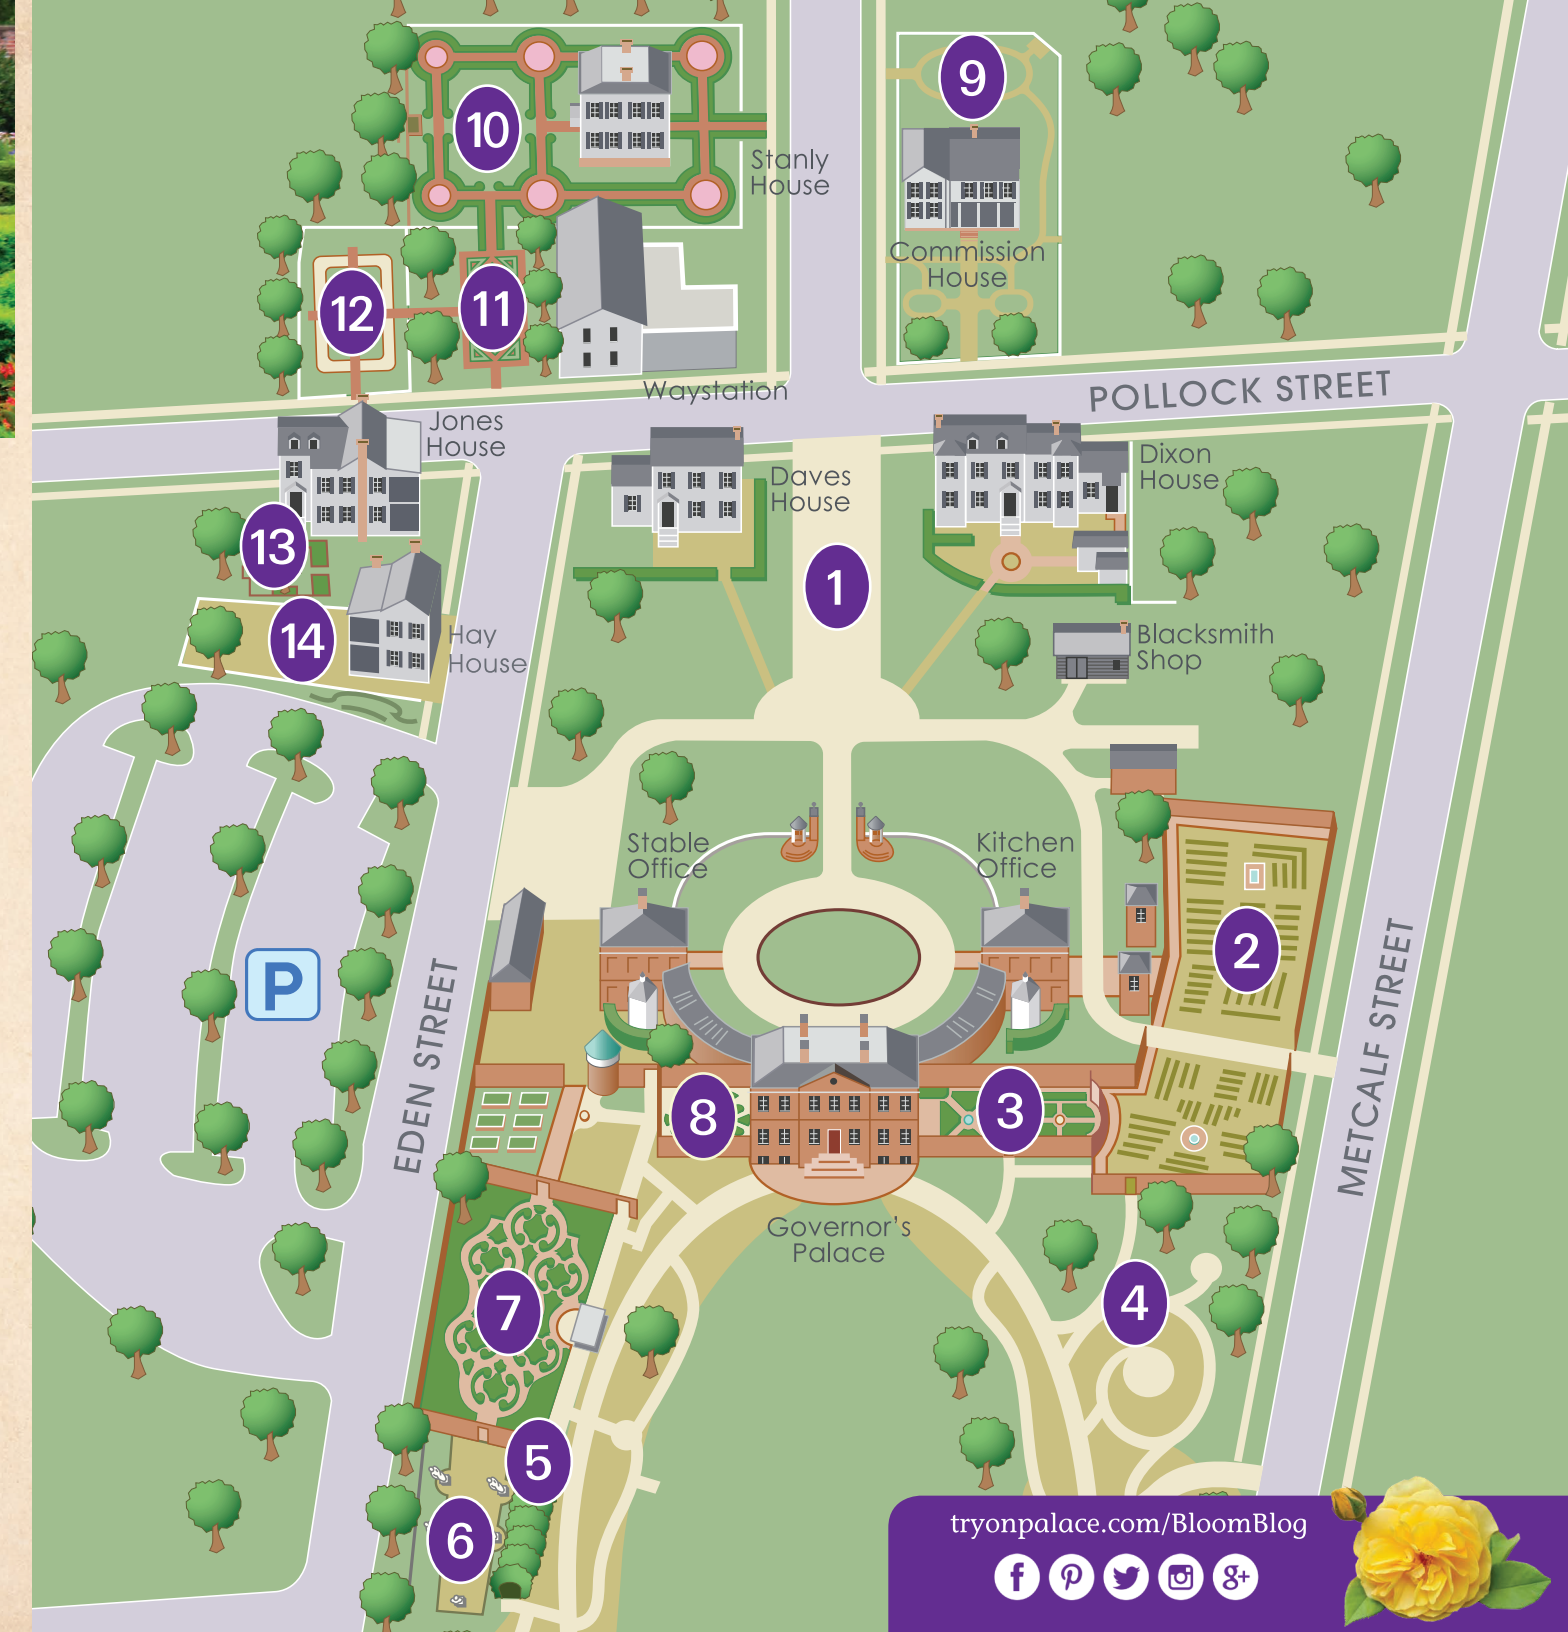 9
10
Stanly
House
Commission
House
12
11
Waystation
POLLOCK STREET
Jones
House
Daves
House
Dixon
House
13
1
14
Hay
House
Blacksmith
Shop
Stable
Office
Kitchen
Office
2
P
EDEN STREET
METCALF STREET
8
3
Governor's
Palace
4
7
5
6
tryonpalace.com/BloomBlog
f
8+